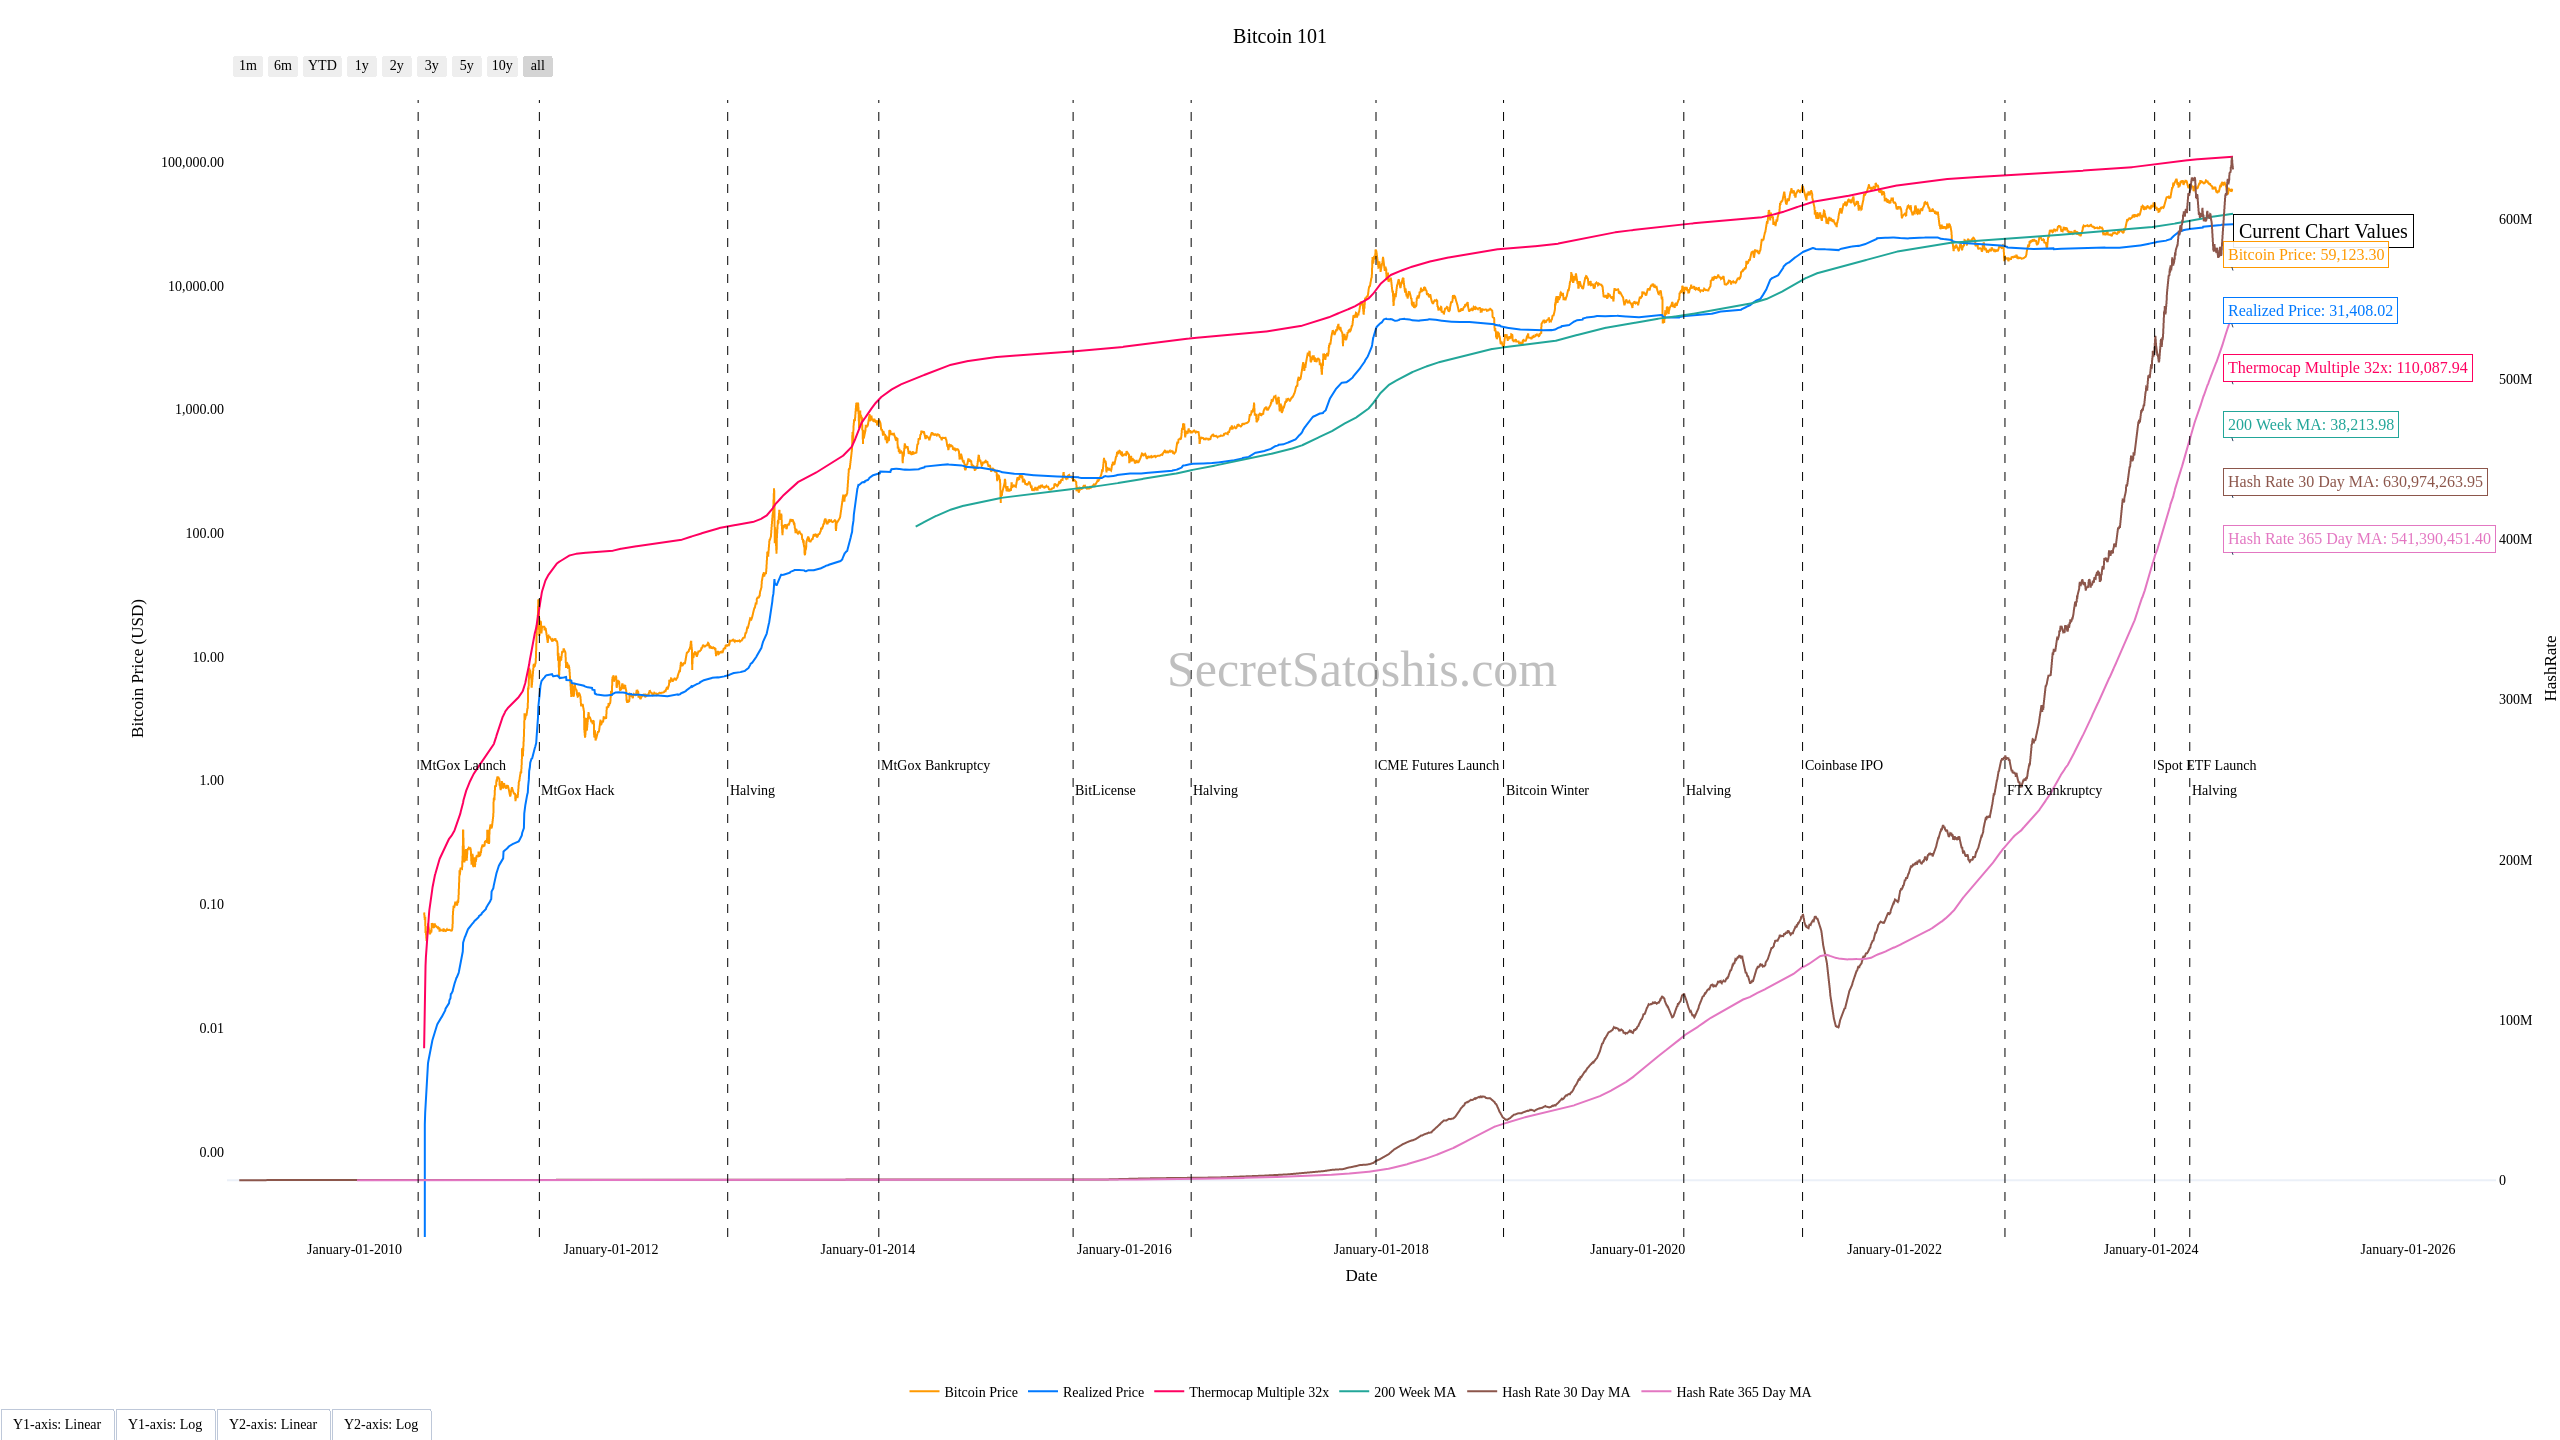 Bitcoin 101
1m 6m YTD 1y 2y 3y 5y 10y all
100,000.00
10,000.00
1,000.00
100.00
10.00
1.00
0.10
0.01
0.00
Bitcoin Price (USD)
600M
500M
400M
300M
200M
100M
0
HashRate
Current Chart Values
Bitcoin Price: 59,123.30
Realized Price: 31,408.02
Thermocap Multiple 32x: 110,087.94
200 Week MA: 38,213.98
Hash Rate 30 Day MA: 630,974,263.95
Hash Rate 365 Day MA: 541,390,451.40
SecretSatoshis.com
MtGox Launch
MtGox Hack
Halving
MtGox Bankruptcy
BitLicense
Halving
CME Futures Launch
Bitcoin Winter
Halving
Coinbase IPO
FTX Bankruptcy
Spot ETF Launch
Halving
January-01-2010 January-01-2012 January-01-2014 January-01-2016 January-01-2018 January-01-2020 January-01-2022 January-01-2024 January-01-2026
Date
Bitcoin Price Realized Price Thermocap Multiple 32x 200 Week MA Hash Rate 30 Day MA Hash Rate 365 Day MA
Y1-axis: Linear Y1-axis: Log Y2-axis: Linear Y2-axis: Log